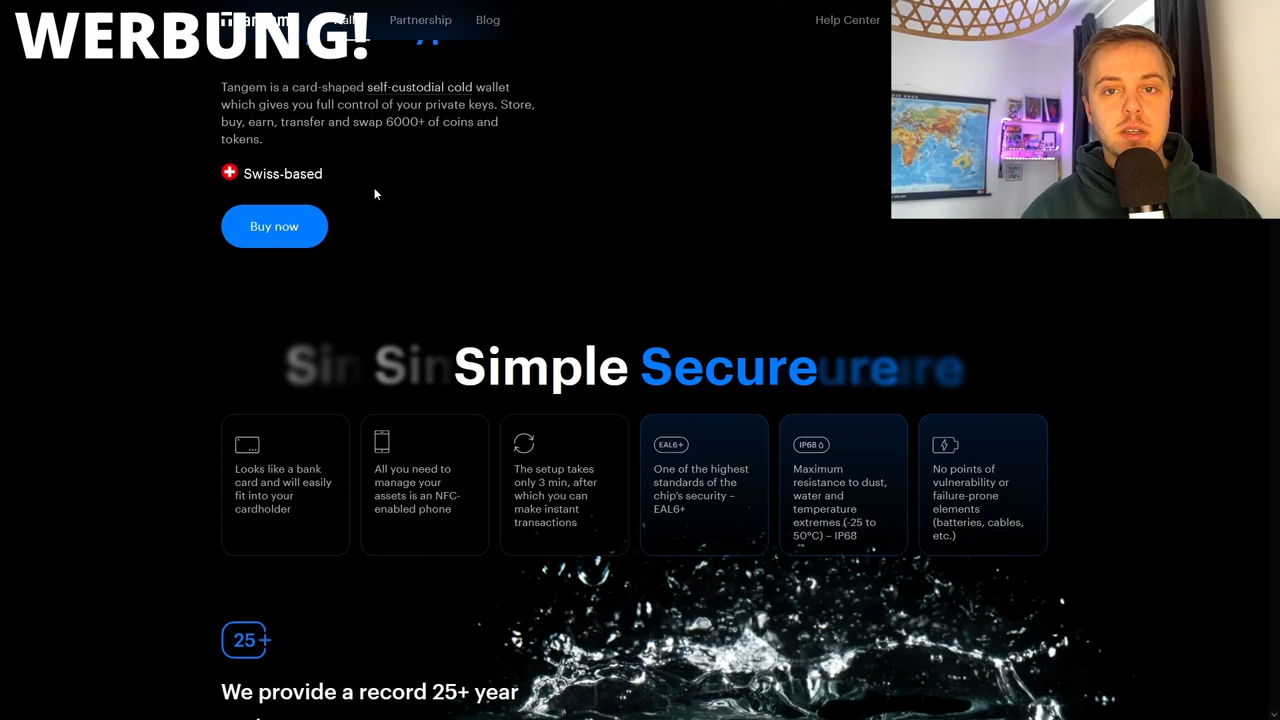 WERBUNG!
Partnership
Blog
Help Center
Tangem is a card-shaped self-custodial cold wallet
which gives you full control of your private keys. Store,
buy, earn, transfer and swap 6000+ of coins and
tokens.
Swiss-based
Buy now
Simple Secure
Looks like a bank
card and will easily
fit into your
cardholder
All you need to
manage your
assets is an NFC-
enabled phone
The setup takes
only 3 min, after
which you can
make instant
transactions
EAL6+
One of the highest
standards of the
chip's security –
EAL6+
IP68
Maximum
resistance to dust,
water and
temperature
extremes (-25 to
50°C) – IP68
No points of
vulnerability or
failure-prone
elements
(batteries, cables,
etc.)
25+
We provide a record 25+ year